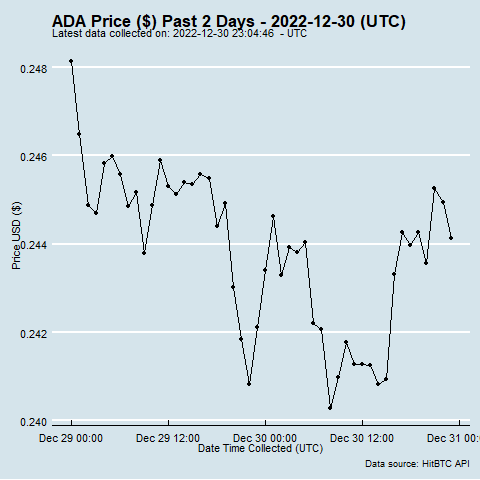 ADA Price ($) Past 2 Days - 2022-12-30 (UTC)
Latest data collected on: 2022-12-30 23:04:46 - UTC
0.248
0.246
0.244
0.242
0.240
Price USD ($)
Dec 29 00:00 Dec 29 12:00 Dec 30 00:00 Dec 30 12:00 Dec 31 00:
Date Time Collected (UTC)
Data source: HitBTC API